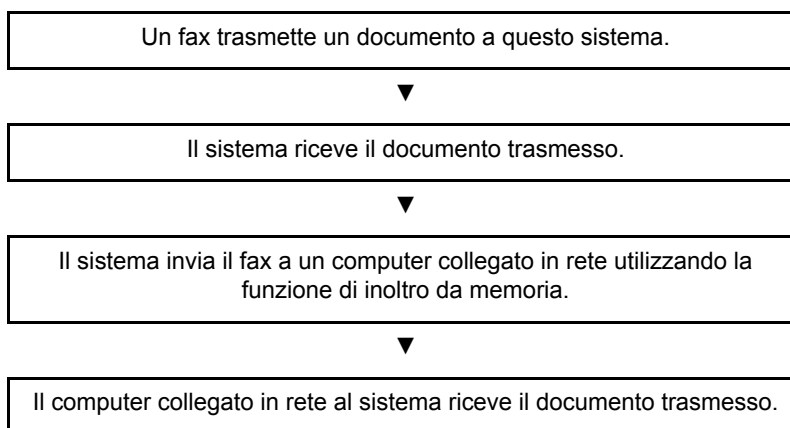 Un fax trasmette un documento a questo sistema.
▼
Il sistema riceve il documento trasmesso.
▼
Il sistema invia il fax a un computer collegato in rete utilizzando la
funzione di inoltro da memoria.
▼
Il computer collegato in rete al sistema riceve il documento trasmesso.